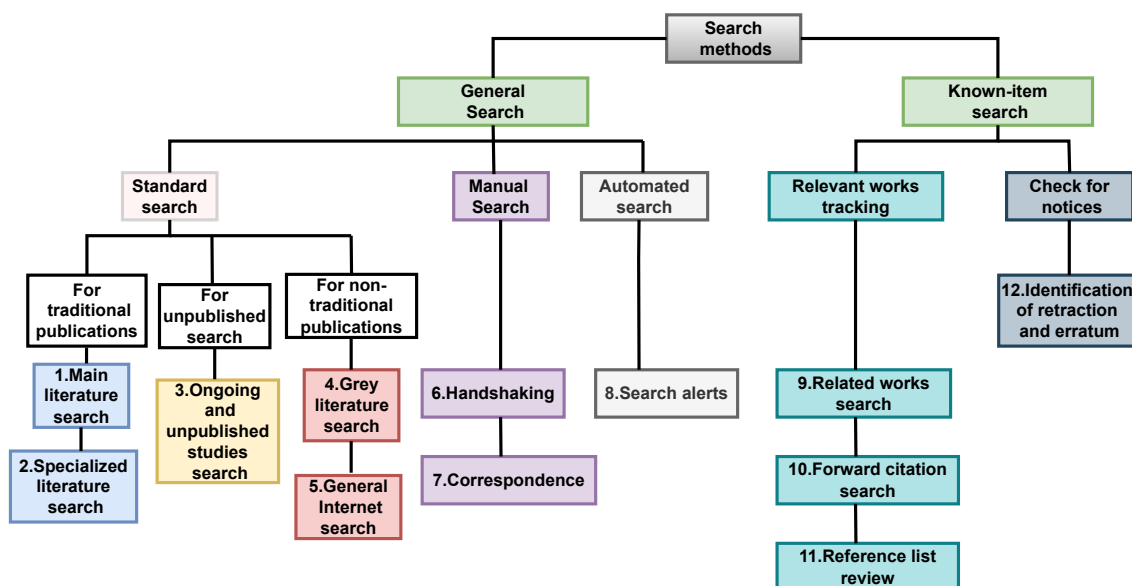 Search
methods
General
Search
Known-item
search
Standard
search
Manual
Search
Automated
search
Relevant works
tracking
Check for
notices
For
traditional
publications
For
unpublished
search
For non-
traditional
publications
12.Identification
of retraction
and erratum
1.Main
literature
search
3.Ongoing
and
unpublished
studies
search
4.Grey
literature
search
6.Handshaking
8.Search alerts
9.Related works
search
2.Specialized
literature
search
5.General
Internet
search
7.Correspondence
10.Forward citation
search
11.Reference list
review